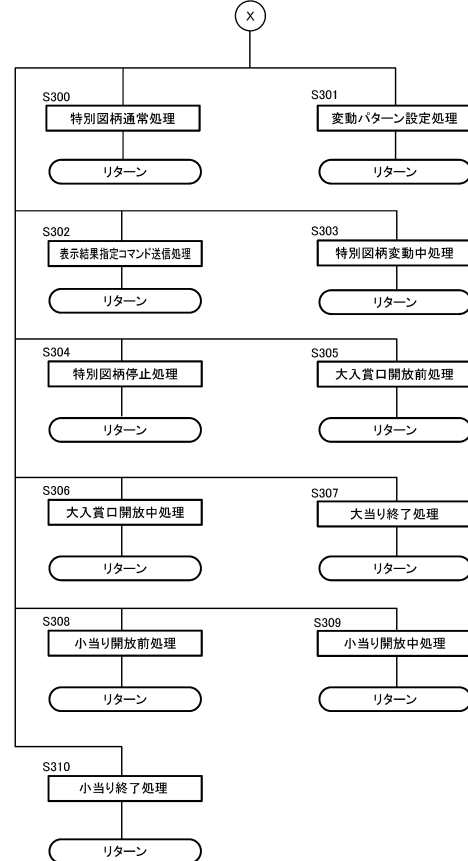 X
S300
特別図柄通常処理
リターン
S301
変動パターン設定処理
リターン
S302
表示結果指定コマンド送信処理
リターン
S303
特別図柄変動中処理
リターン
S304
特別図柄停止処理
リターン
S305
大入賞口開放前処理
リターン
S306
大入賞口開放中処理
リターン
S307
大当り終了処理
リターン
S308
小当り開放前処理
リターン
S309
小当り開放中処理
リターン
S310
小当り終了処理
リターン